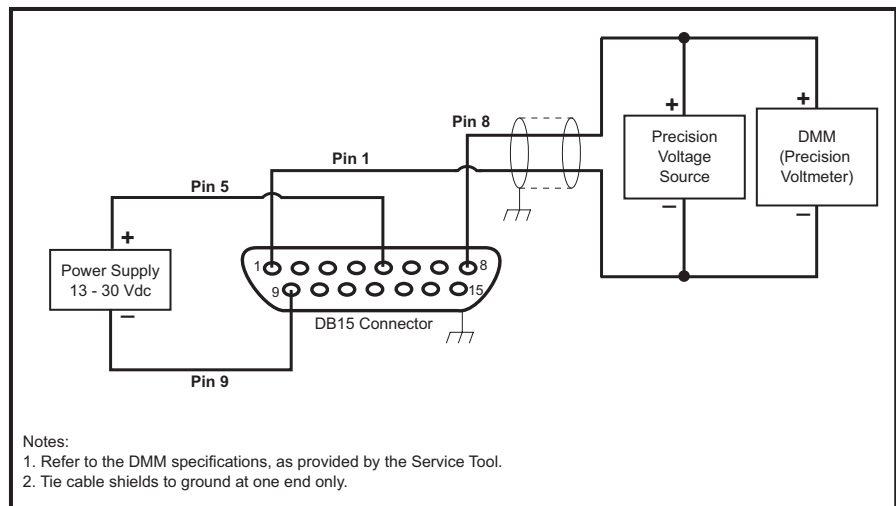 Pin 8
+
+
Precision
Voltage
Source
DMM
(Precision
Voltmeter)
–
–
Pin 1
Pin 5
+
Power Supply
13 - 30 Vdc
–
1
8
9
15
DB15 Connector
Pin 9
Notes:
1. Refer to the DMM specifications, as provided by the Service Tool.
2. Tie cable shields to ground at one end only.